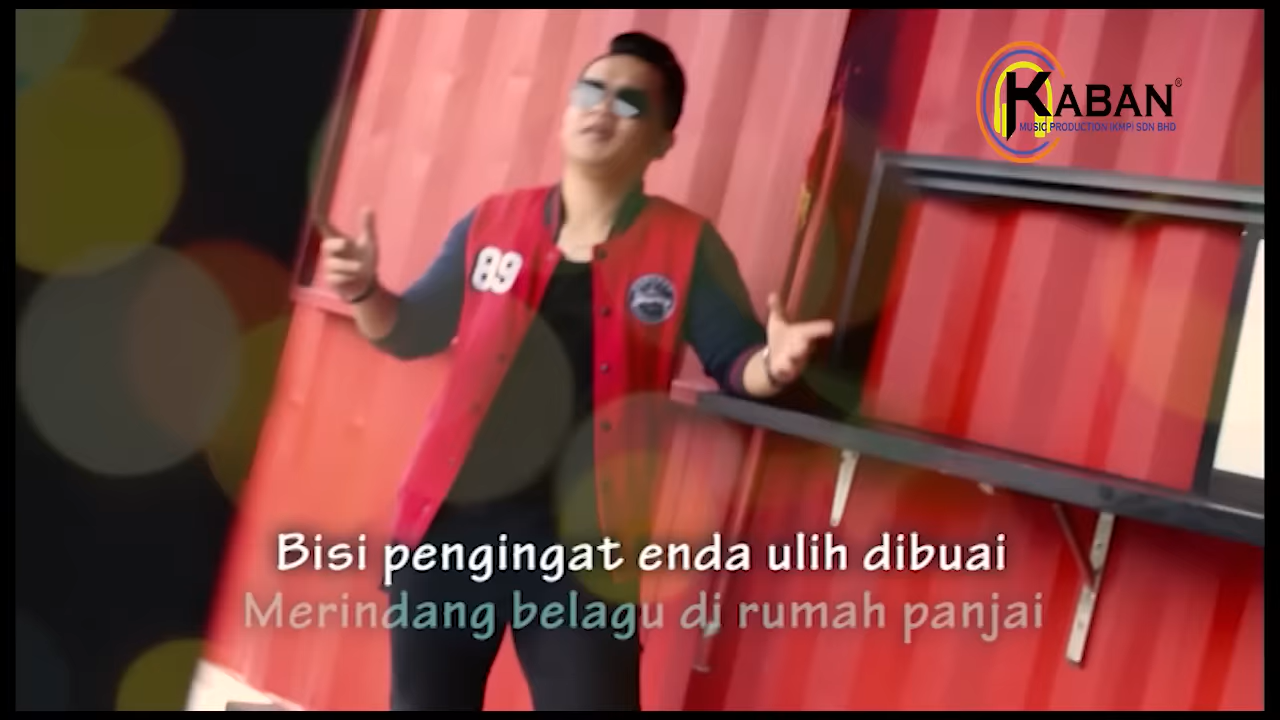 KABAN®
MUSIC PRODUCTION (KMP) SDN BHD
89
Bisi pengingat enda ulih dibuai
Merindang belagu di rumah panjai